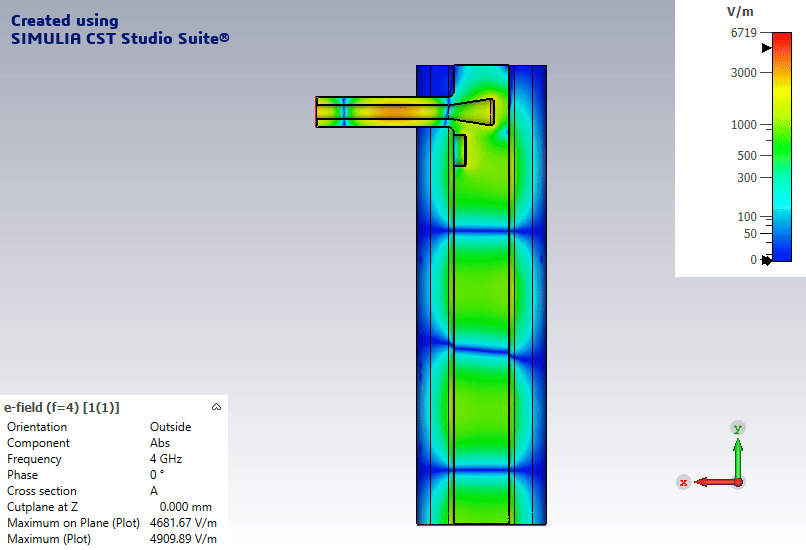 Created using
SIMULIA CST Studio Suite®
V/m
6719
3000
1000
500
300
100
50
0
e-field (f=4) [1(1)]
Orientation Outside
Component Abs
Frequency 4 GHz
Phase 0 °
Cross section A
Cutplane at Z 0.000 mm
Maximum on Plane (Plot) 4681.67 V/m
Maximum (Plot) 4909.89 V/m
y
x